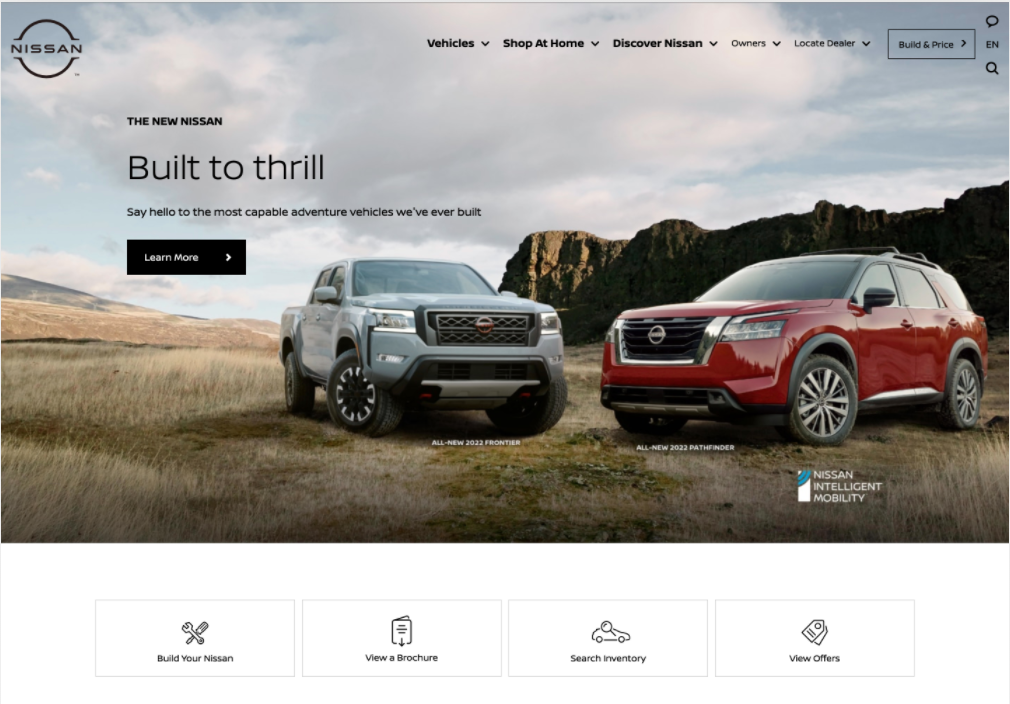 NISSAN
Vehicles
Shop At Home
Discover Nissan
Owners
Locate Dealer
Build & Price
EN
THE NEW NISSAN
Built to thrill
Say hello to the most capable adventure vehicles we've ever built
Learn More
ALL-NEW 2022 FRONTIER
ALL-NEW 2022 PATHFINDER
NISSAN
INTELLIGENT
MOBILITY
Build Your Nissan
View a Brochure
Search Inventory
View Offers